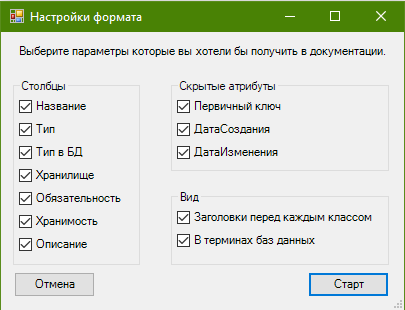 Настройки формата
Выберите параметры которые вы хотели бы получить в документации.
Столбцы
Название
Тип
Тип в БД
Хранилище
Обязательность
Хранимость
Описание
Скрытые атрибуты
Первичный ключ
ДатаСоздания
ДатаИзменения
Вид
Заголовки перед каждым классом
В терминах баз данных
Отмена
Старт